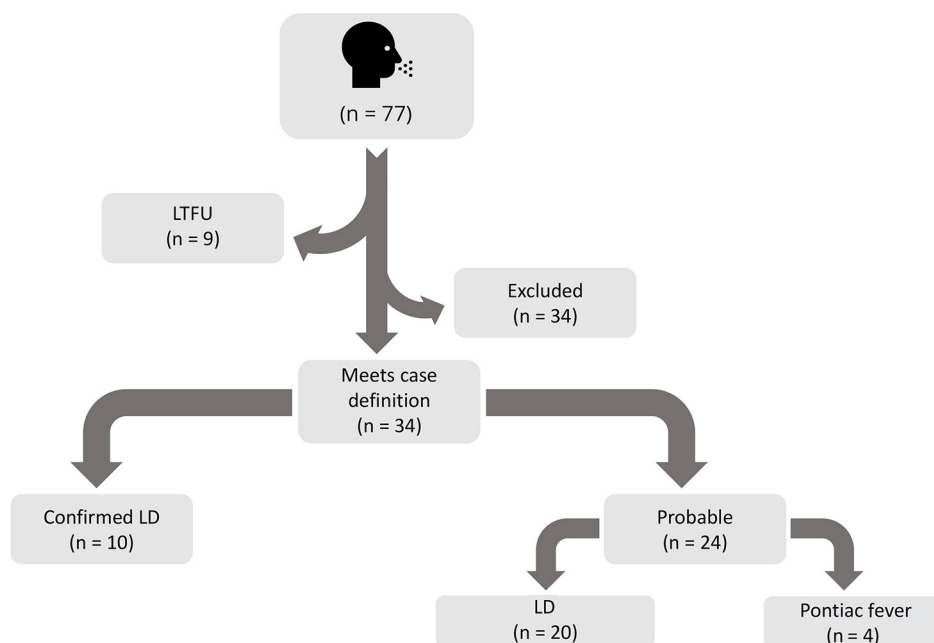 (n = 77)
LTFU
(n = 9)
Excluded
(n = 34)
Meets case
definition
(n = 34)
Confirmed LD
(n = 10)
Probable
(n = 24)
LD
(n = 20)
Pontiac fever
(n = 4)